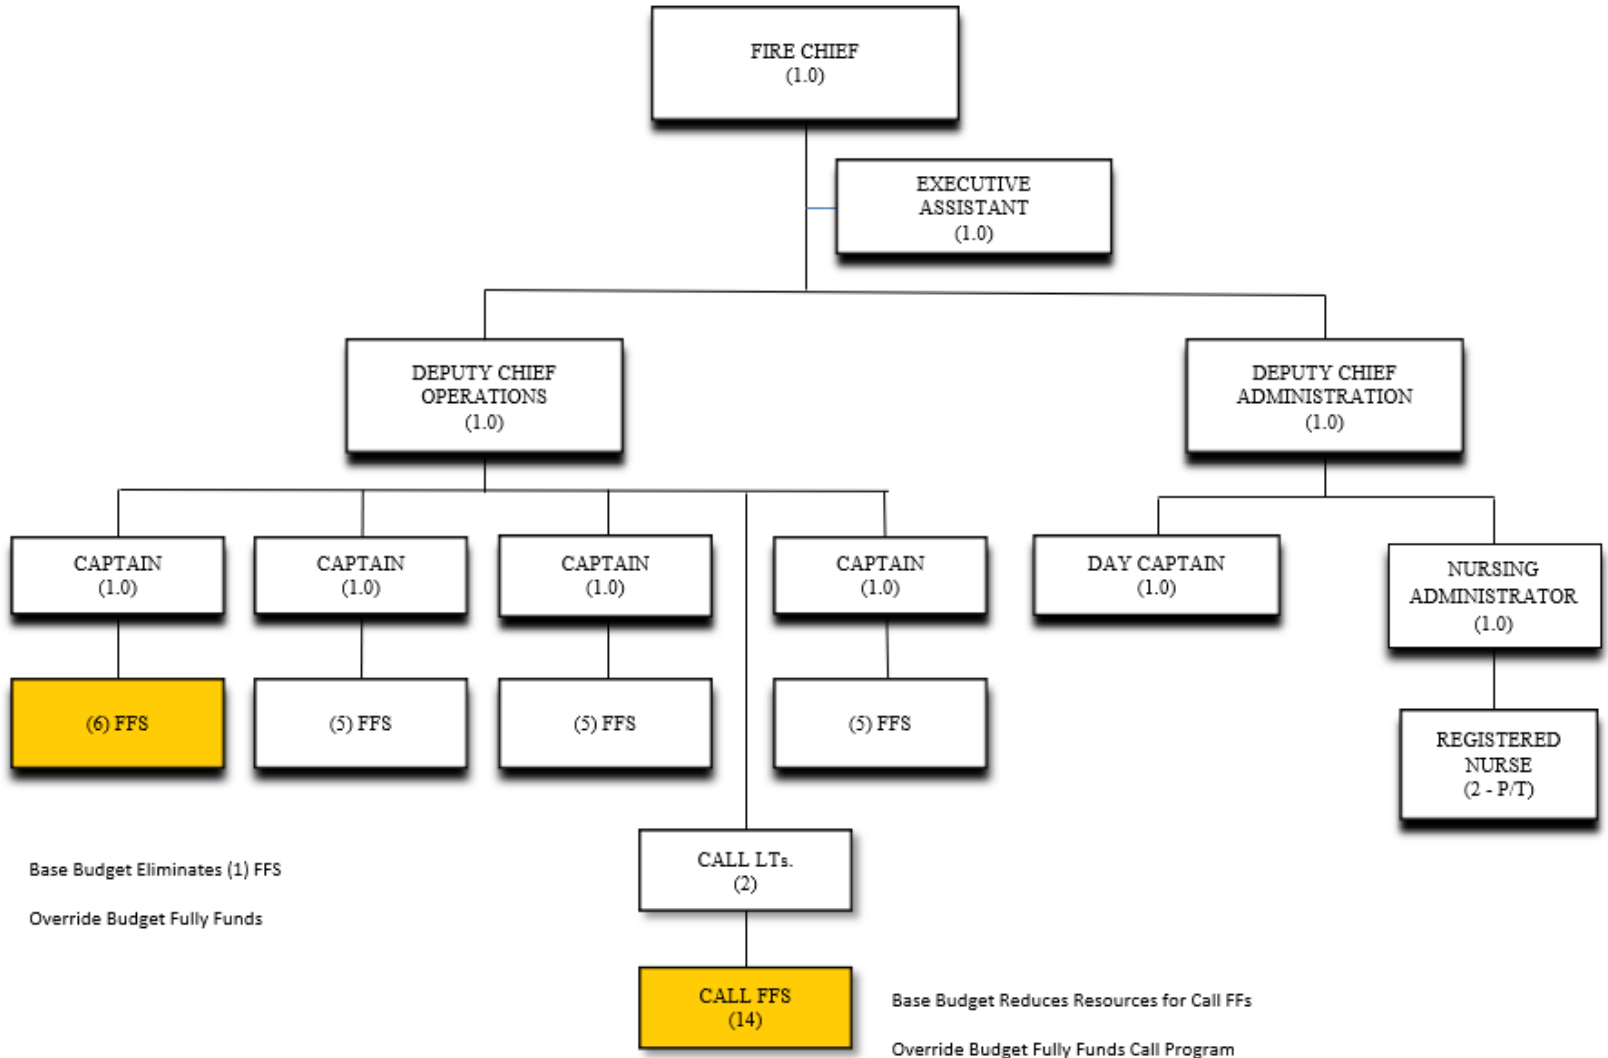 FIRE CHIEF
(1.0)
EXECUTIVE
ASSISTANT
(1.0)
DEPUTY CHIEF
OPERATIONS
(1.0)
DEPUTY CHIEF
ADMINISTRATION
(1.0)
CAPTAIN
(1.0)
CAPTAIN
(1.0)
CAPTAIN
(1.0)
CAPTAIN
(1.0)
DAY CAPTAIN
(1.0)
NURSING
ADMINISTRATOR
(1.0)
(6) FFS
(5) FFS
(5) FFS
(5) FFS
REGISTERED
NURSE
(2 - P/T)
Base Budget Eliminates (1) FFS
Override Budget Fully Funds
CALL LTs.
(2)
CALL FFS
(14)
Base Budget Reduces Resources for Call FFs
Override Budget Fully Funds Call Program